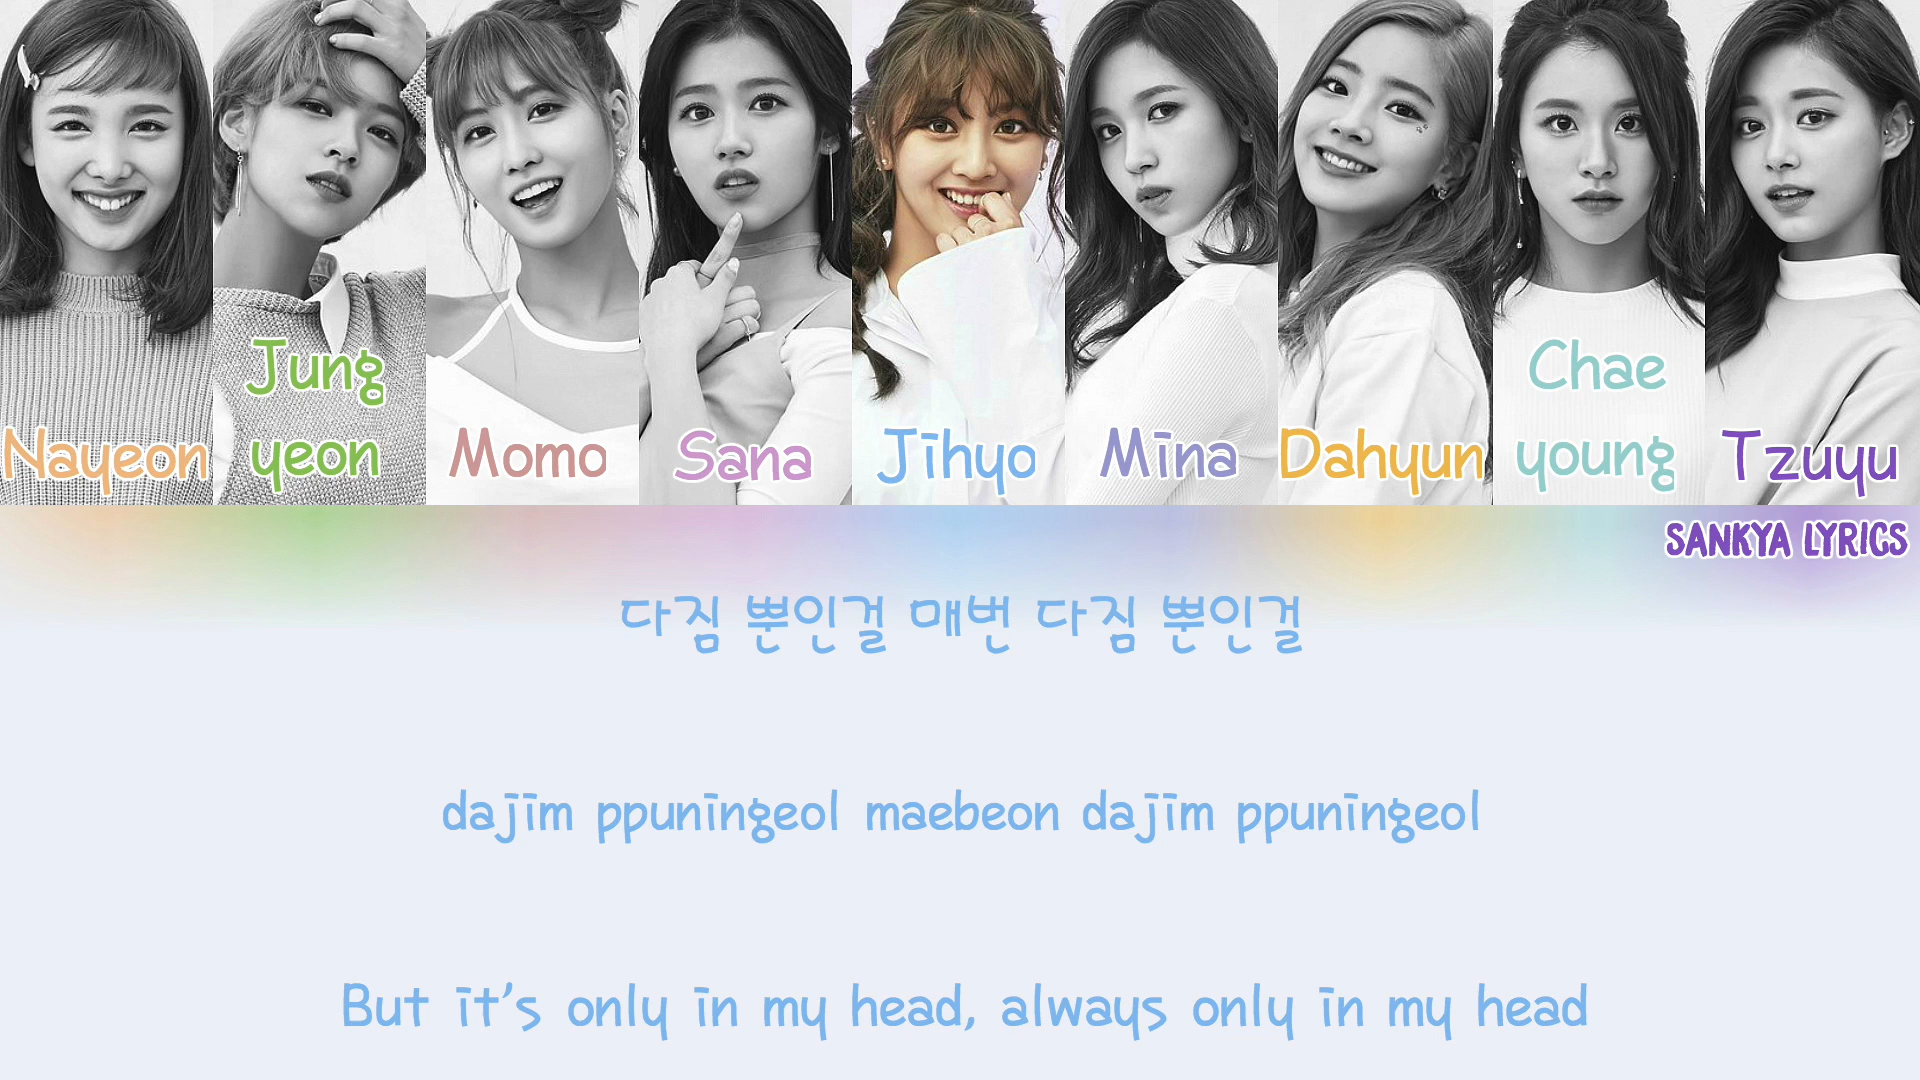 Nayeon
Jung
yeon
Momo
Sana
Jihyo
Mina
Dahyun
Chae
young
Tzuyu
SANKYA LYRICS
다짐 뿐인걸 매번 다짐 뿐인걸
dajim ppuningeol maebeon dajim ppuningeol
But it's only in my head, always only in my head